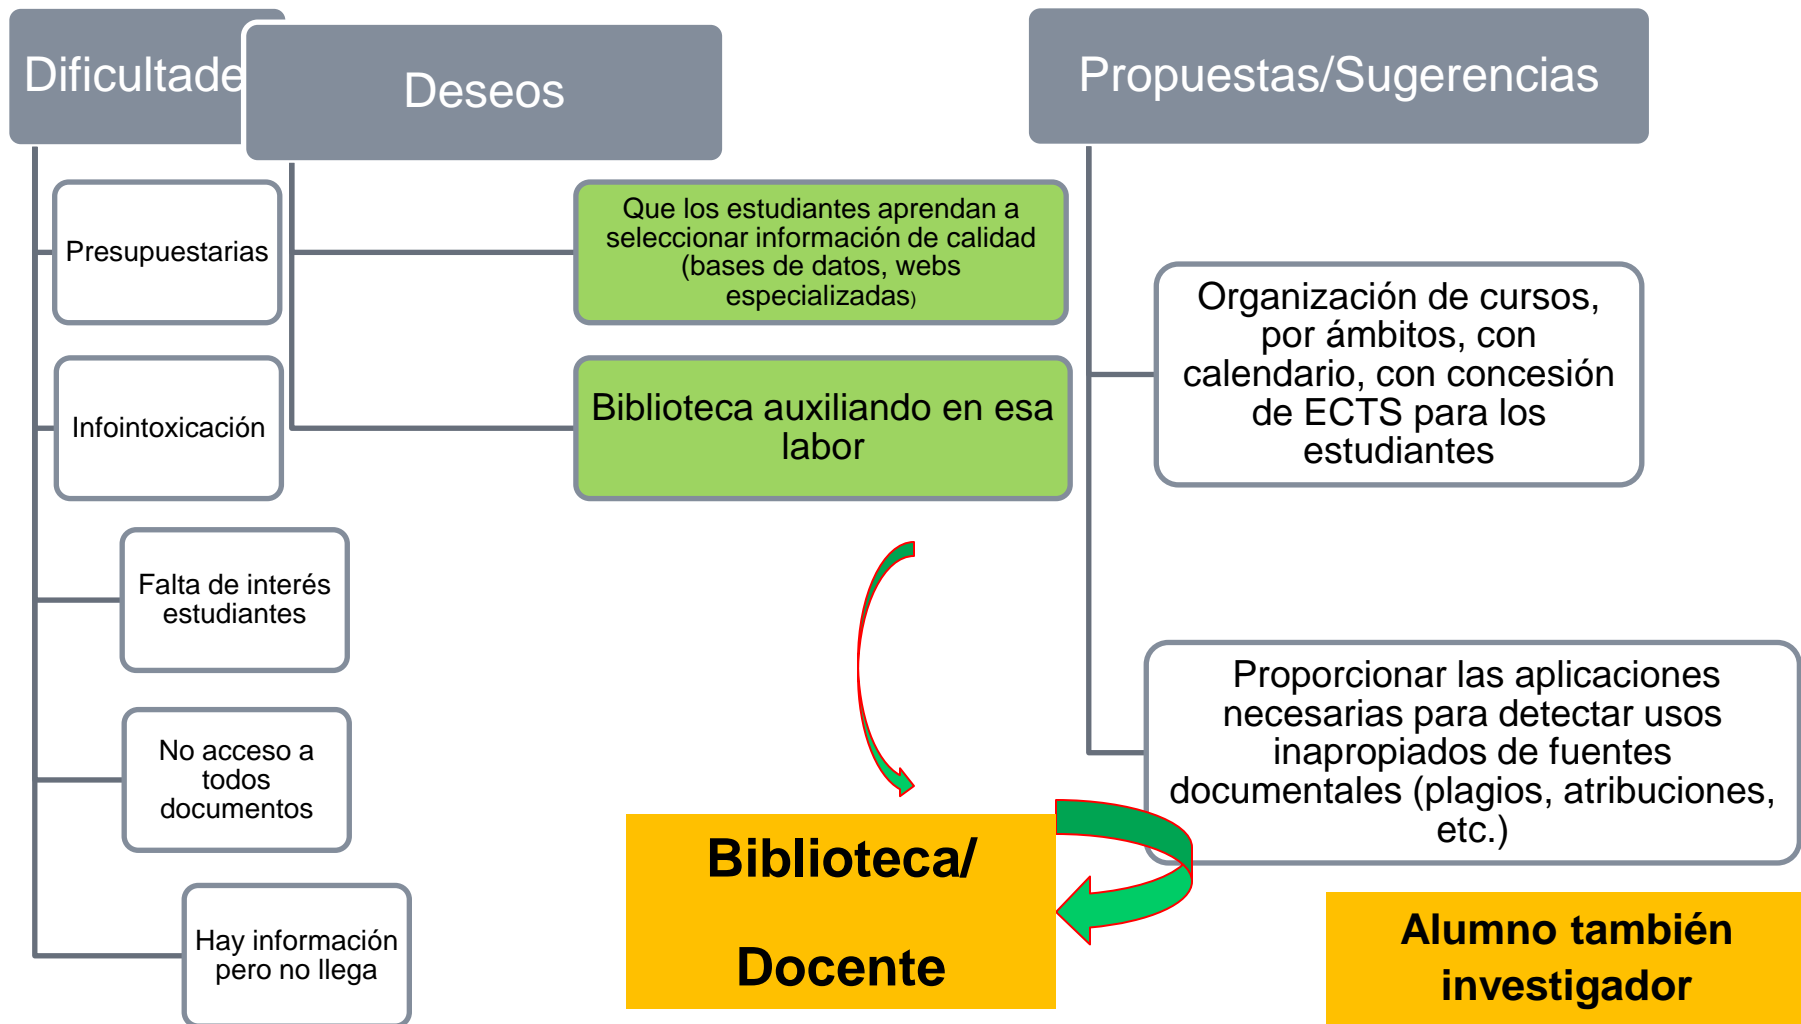 Dificultade
Presupuestarias
Infointoxicación
Falta de interés
estudiantes
No acceso a
todos
documentos
Hay información
pero no llega
Deseos
Que los estudiantes aprendan a
seleccionar información de calidad
(bases de datos, webs
especializadas)
Biblioteca auxiliando en esa
labor
Propuestas/Sugerencias
Organización de cursos,
por ámbitos, con
calendario, con concesión
de ECTS para los
estudiantes
Proporcionar las aplicaciones
necesarias para detectar usos
inapropiados de fuentes
documentales (plagios, atribuciones,
etc.)
Biblioteca/
Docente
Alumno también
investigador